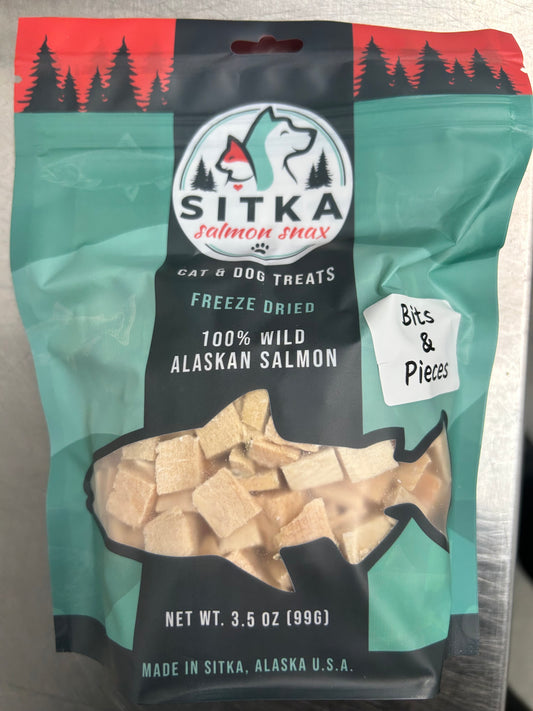 SITKA
salmon snax
CAT & DOG TREATS
FREEZE DRIED
100% WILD
ALASKAN SALMON
Bits
&
Pieces
NET WT. 3.5 OZ (99G)
MADE IN SITKA, ALASKA U.S.A.